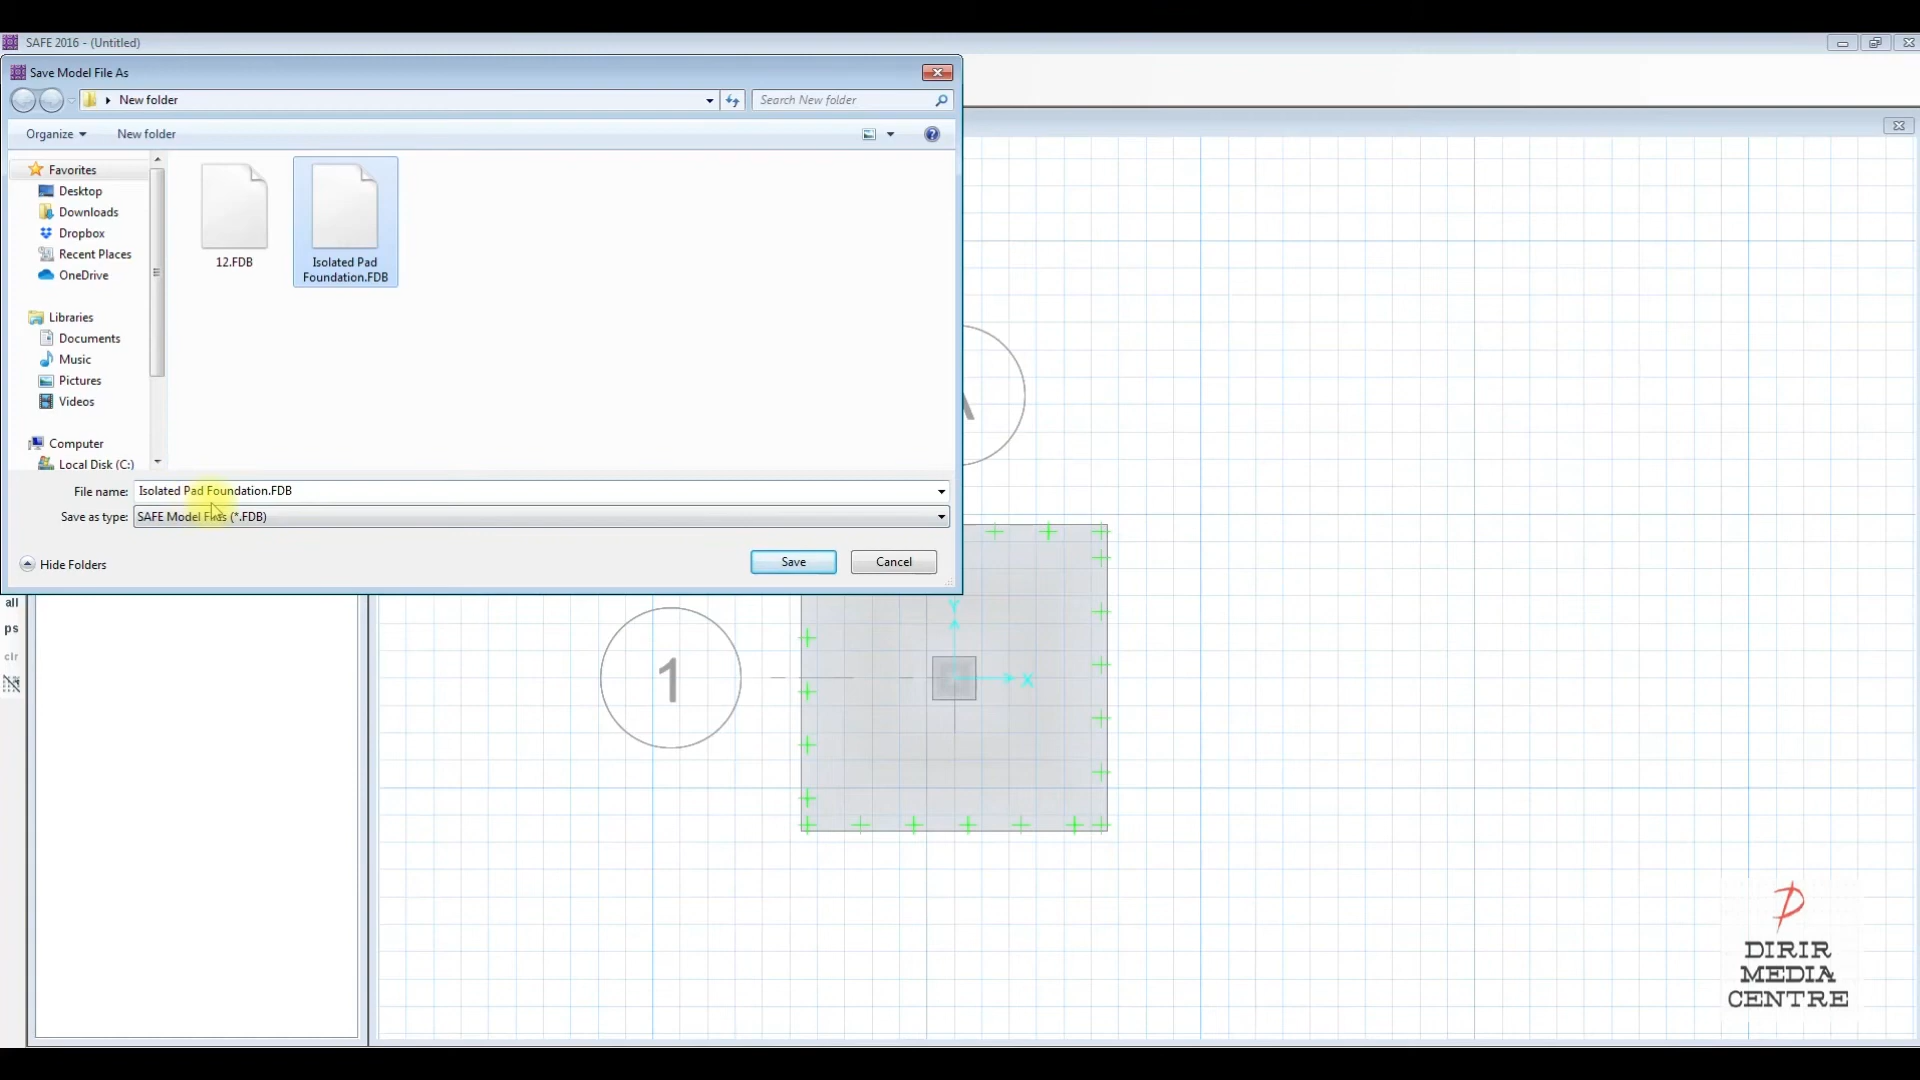 SAFE 2016 - (Untitled)
Save Model File As
New folder
Search New folder
Organize
New folder
Favorites
Desktop
Downloads
Dropbox
Recent Places
OneDrive
Libraries
Documents
Music
Pictures
Videos
Computer
Local Disk (C:)
12.FDB
Isolated Pad
Foundation.FDB
File name: Isolated Pad Foundation.FDB
Save as type: SAFE Model Files (*.FDB)
Hide Folders
Save
Cancel
all
ps
clr
1
Y
X
DIRIR
MEDIA
CENTRE